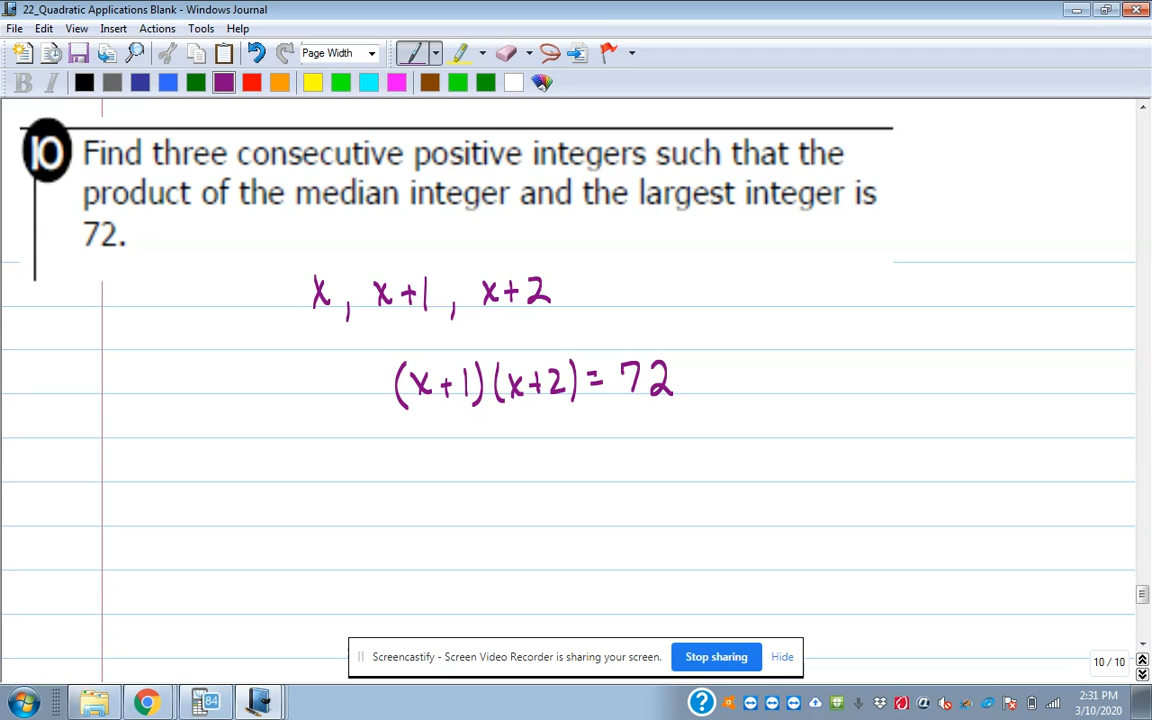 22_Quadratic Applications Blank - Windows Journal
File Edit View Insert Actions Tools Help
Page Width
B I
10 Find three consecutive positive integers such that the
product of the median integer and the largest integer is
72.
x, x+1, x+2
(x+1)(x+2) = 72
Screencastify - Screen Video Recorder is sharing your screen. Stop sharing Hide
10 / 10
84
2:31 PM
3/10/2020